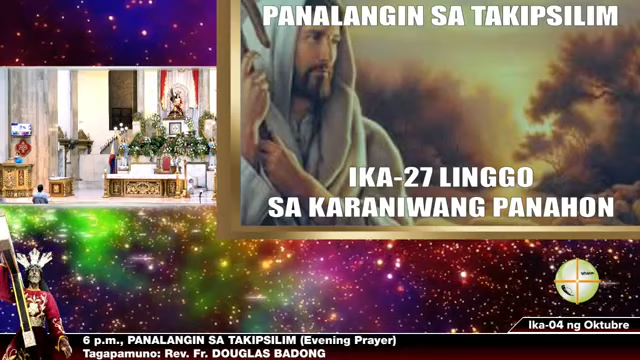 PANALANGIN SA TAKIPSILIM
IKA-27 LINGGO
SA KARANIWANG PANAHON
Ika-04 ng Oktubre
6 p.m., PANALANGIN SA TAKIPSILIM (Evening Prayer)
Tagapamuno: Rev. Fr. DOUGLAS BADONG